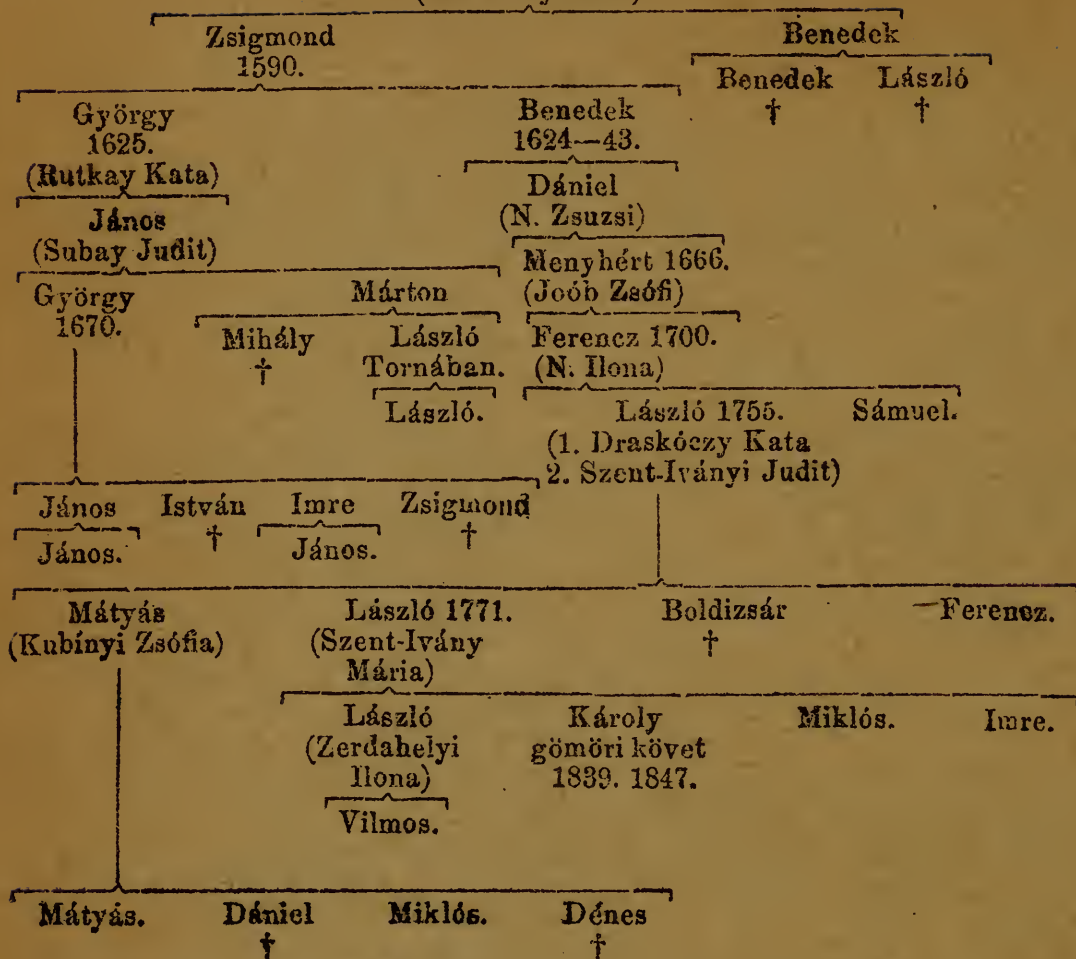 Zsigmond Benedek
1590. Benedek László
† †
György Benedek
1625. 1624—43.
(Rutkay Kata) Dániel
János (N. Zsuzsi)
(Subay Judit) Menyhért 1666.
György Márton (Joób Zsófi)
1670. Mihály László Ferencz 1700.
† Tornában. (N. Ilona)
László. László 1755. Sámuel.
(1. Draskóczy Kata
2. Szent-Iványi Judit)
János István Imre Zsigmond
† †
János. János.
Mátyás László 1771. Boldizsár —Ferencz.
(Kubínyi Zsófia) (Szent-Ivány †
Mária)
László Károly Miklós. Imre.
(Zerdahelyi gömöri követ
Ilona) 1839. 1847.
Vilmos.
Mátyás. Dániel Miklós. Dénes
† †